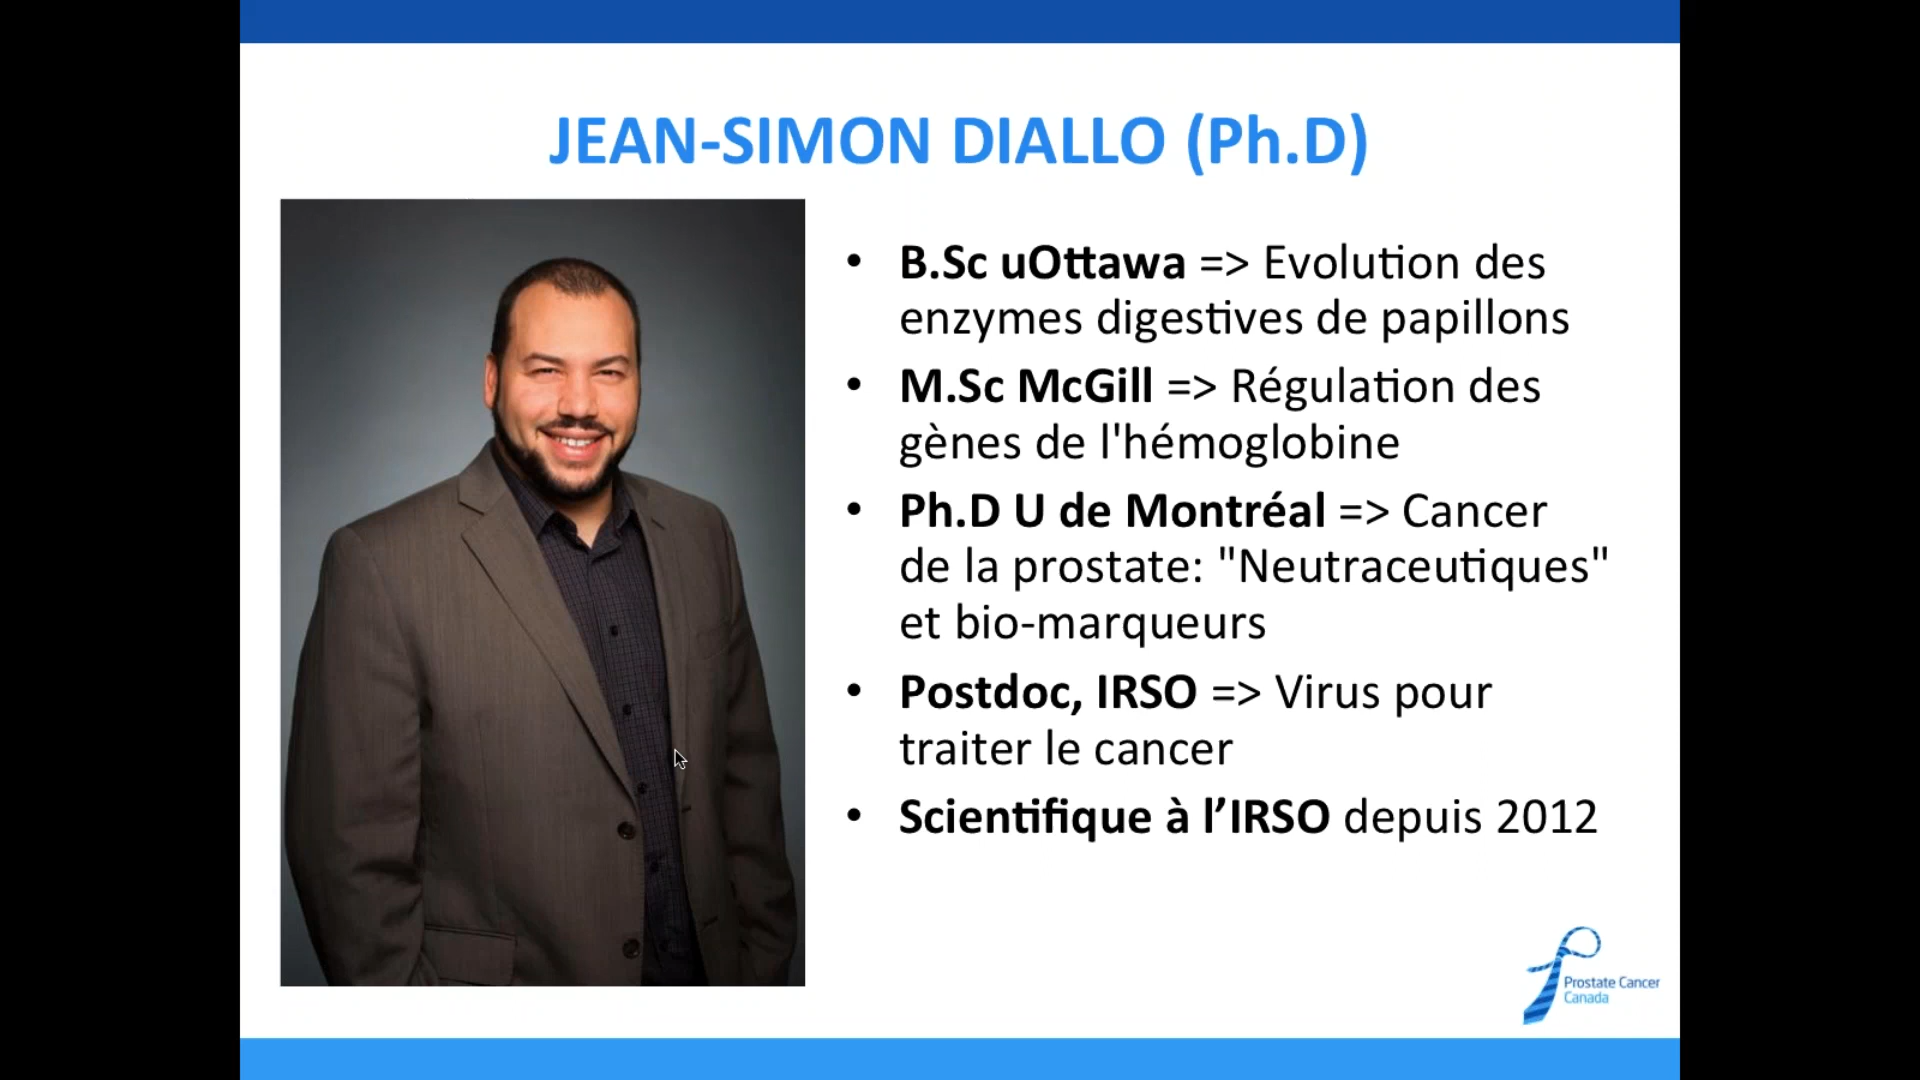 JEAN-SIMON DIALLO (Ph.D)
• B.Sc uOttawa => Evolution des
enzymes digestives de papillons
• M.Sc McGill => Régulation des
gènes de l'hémoglobine
• Ph.D U de Montréal => Cancer
de la prostate: "Neutraceutiques"
et bio-marqueurs
• Postdoc, IRSO => Virus pour
traiter le cancer
• Scientifique à l’IRSO depuis 2012
Prostate Cancer
Canada